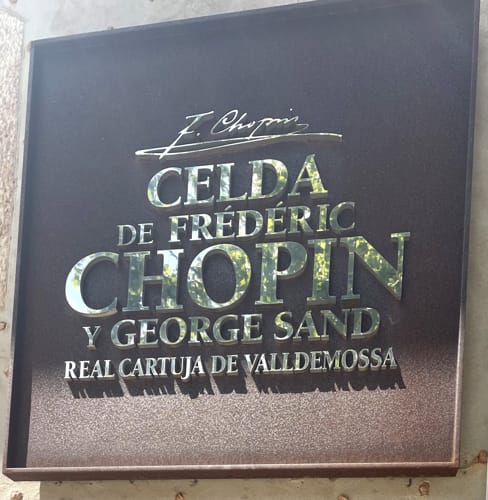 F. Chopin
CELDA
DE FRÉDÉRIC
CHOPIN
Y GEORGE SAND
REAL CARTUJA DE VALLDEMOSSA